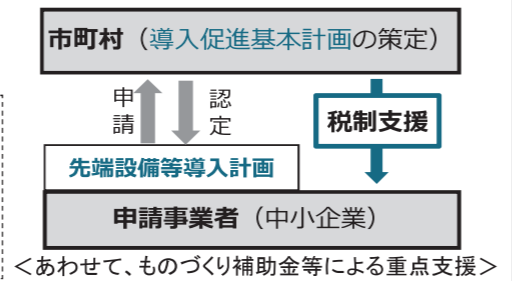 市町村（導入促進基本計画の策定）
申請
認定
税制支援
先端設備等導入計画
申請事業者（中小企業）
＜あわせて、ものづくり補助金等による重点支援＞